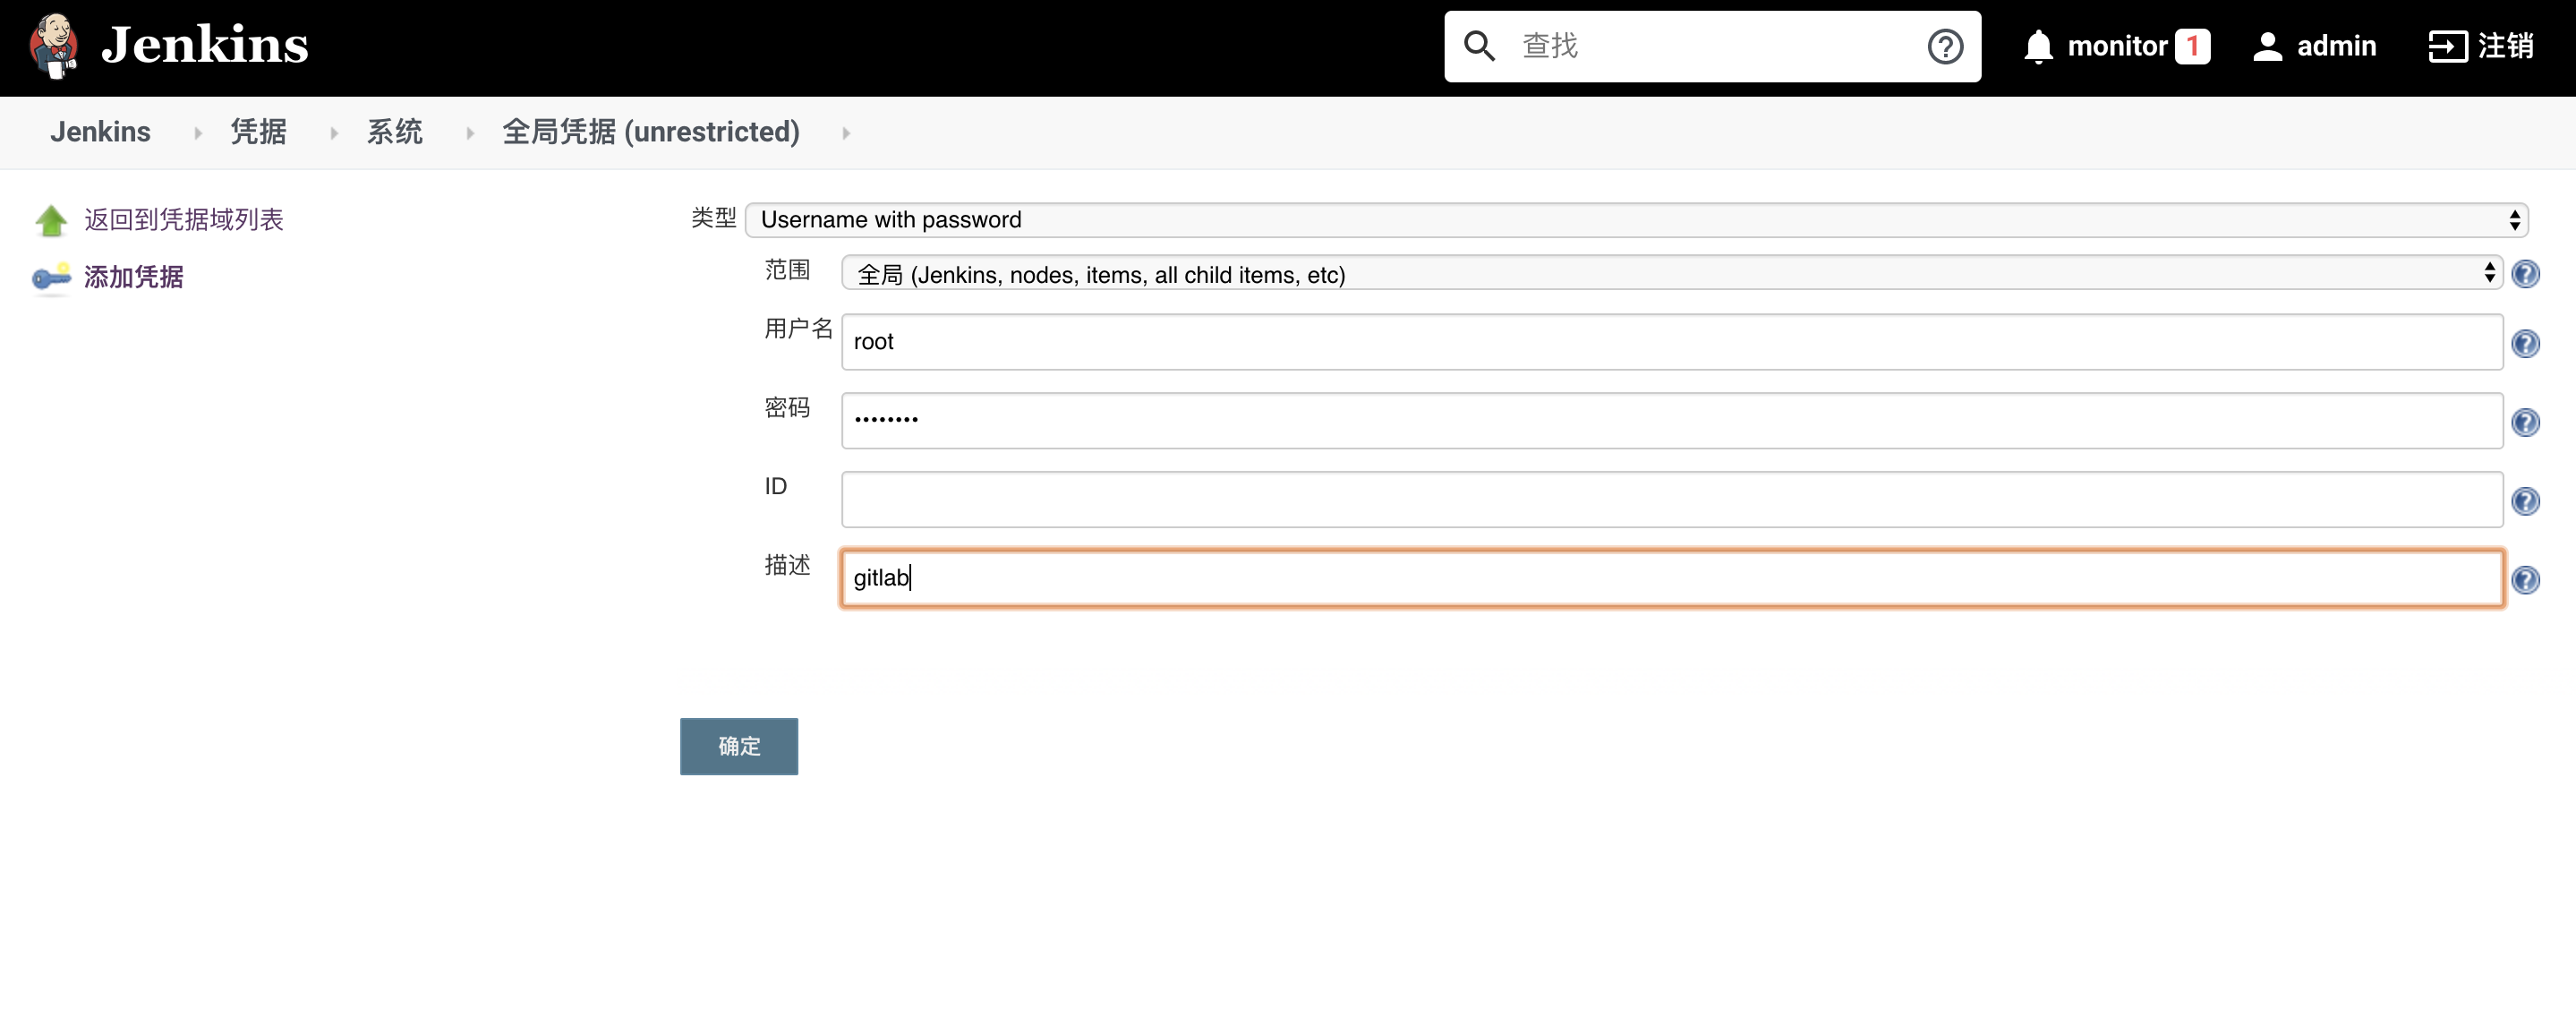 Jenkins 查找 monitor 1 admin 注销
Jenkins 凭据 系统 全局凭据 (unrestricted)
返回到凭据域列表
添加凭据
类型 Username with password
范围 全局 (Jenkins, nodes, items, all child items, etc)
用户名 root
密码 ••••••••
ID
描述 gitlab
确定